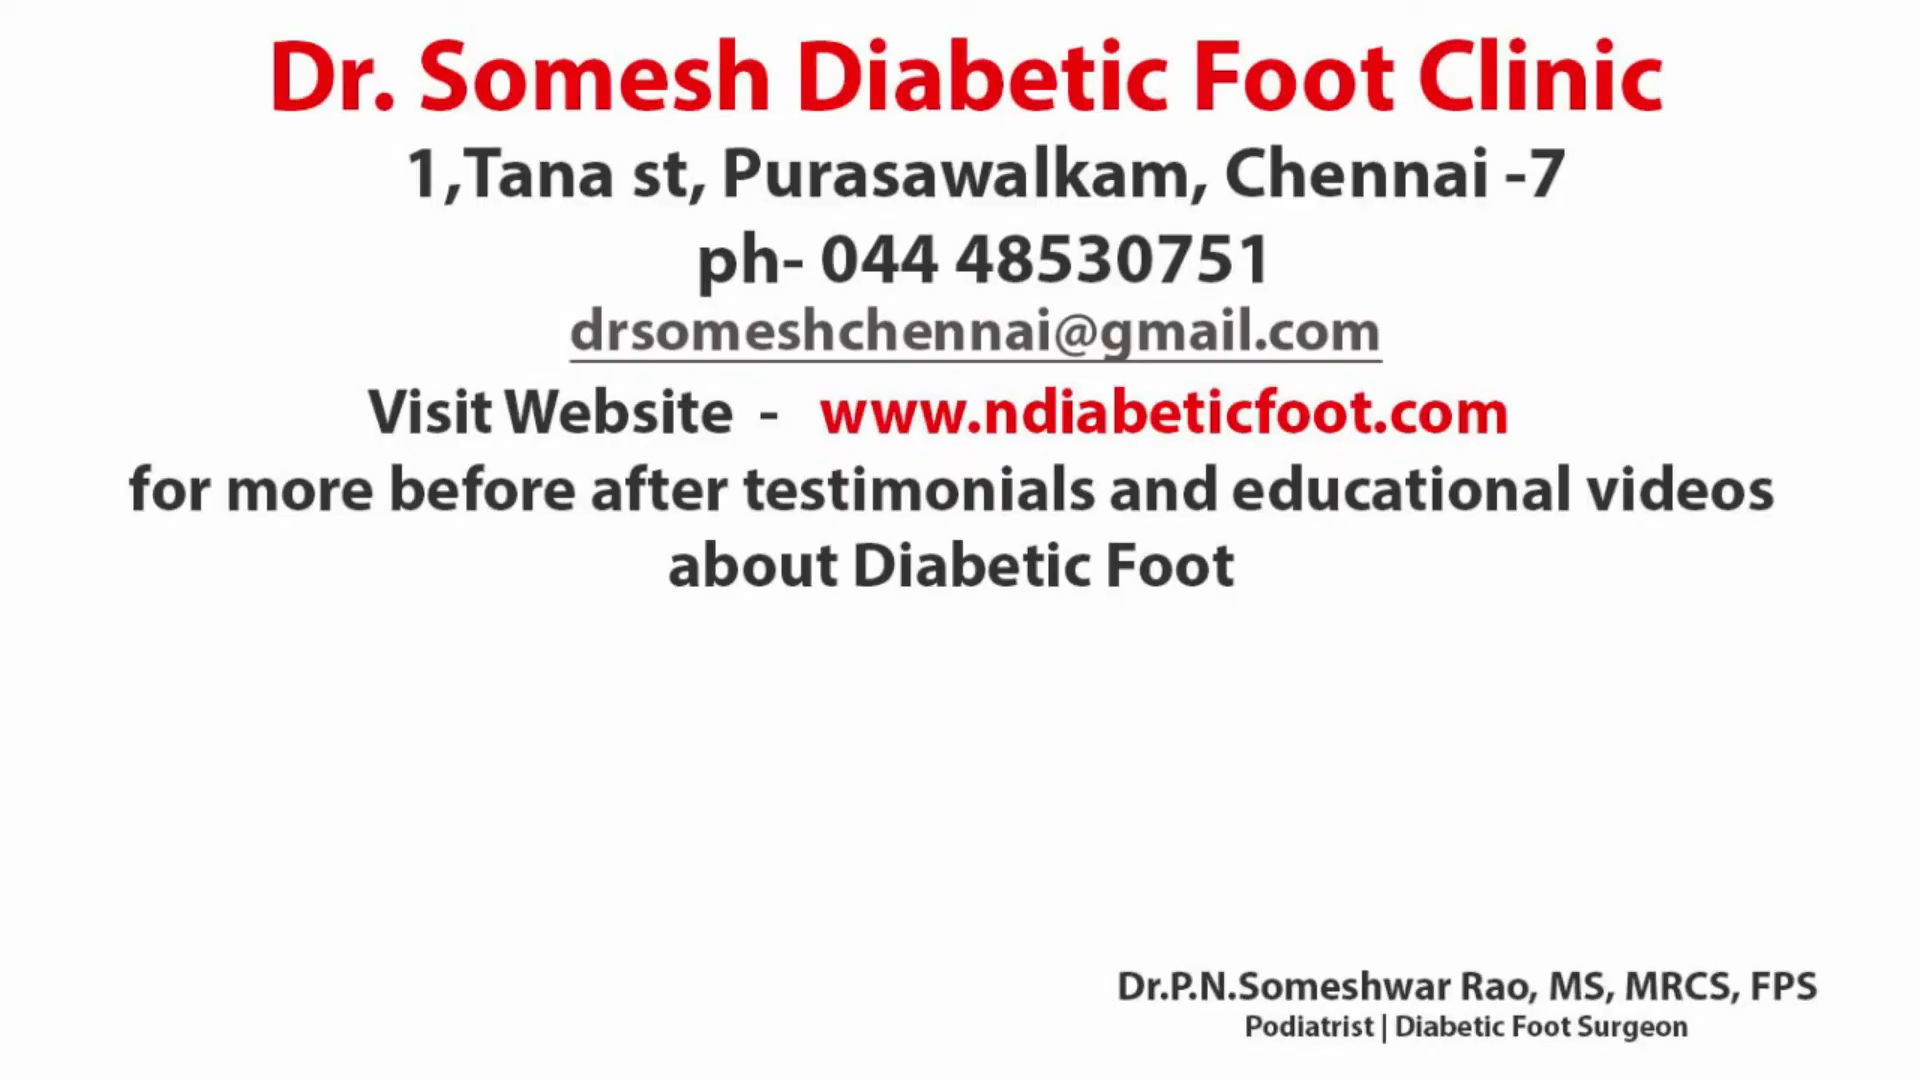 Dr. Somesh Diabetic Foot Clinic
1,Tana st, Purasawalkam, Chennai -7
ph- 044 48530751
drsomeshchennai@gmail.com
Visit Website - www.ndiabeticfoot.com
for more before after testimonials and educational videos
about Diabetic Foot
Dr.P.N.Someshwar Rao, MS, MRCS, FPS
Podiatrist | Diabetic Foot Surgeon